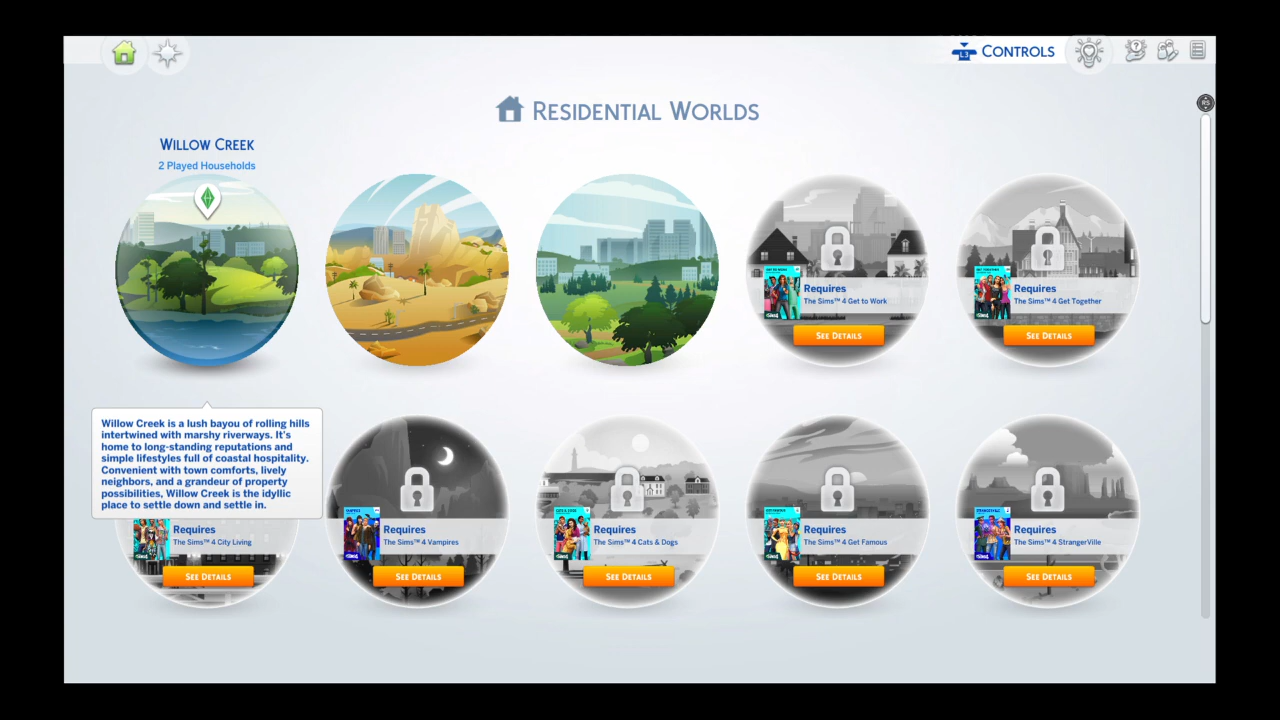 L3 CONTROLS
RS
RESIDENTIAL WORLDS
WILLOW CREEK
2 Played Households
Requires
The Sims™ 4 Get to Work
SEE DETAILS
Requires
The Sims™ 4 Get Together
SEE DETAILS
Willow Creek is a lush bayou of rolling hills
intertwined with marshy riverways. It's
home to long-standing reputations and
simple lifestyles full of coastal hospitality.
Convenient with town comforts, lively
neighbors, and a grandeur of property
possibilities, Willow Creek is the idyllic
place to settle down and settle in.
Requires
The Sims™ 4 City Living
SEE DETAILS
Requires
The Sims™ 4 Vampires
SEE DETAILS
Requires
The Sims™ 4 Cats & Dogs
SEE DETAILS
Requires
The Sims™ 4 Get Famous
SEE DETAILS
Requires
The Sims™ 4 StrangerVille
SEE DETAILS